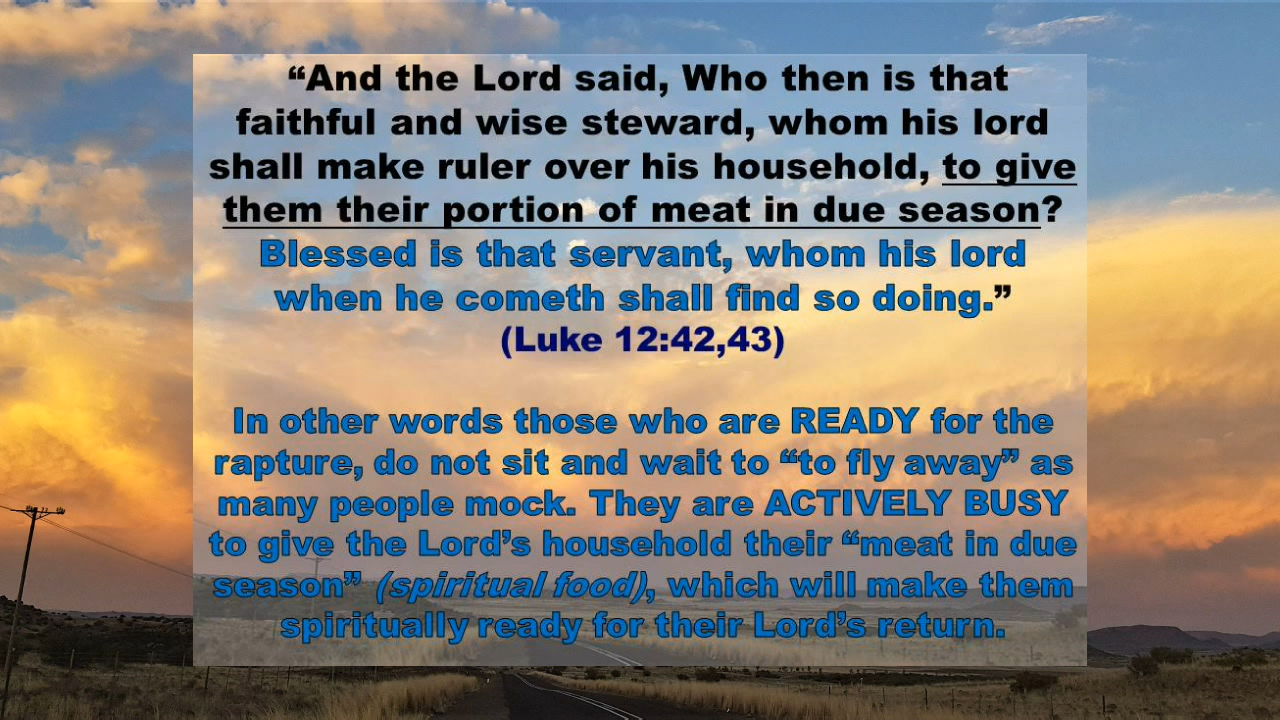 “And the Lord said, Who then is that
faithful and wise steward, whom his lord
shall make ruler over his household, to give
them their portion of meat in due season?
Blessed is that servant, whom his lord
when he cometh shall find so doing.”
(Luke 12:42,43)
In other words those who are READY for the
rapture, do not sit and wait to “to fly away” as
many people mock. They are ACTIVELY BUSY
to give the Lord’s household their “meat in due
season” (spiritual food), which will make them
spiritually ready for their Lord’s return.